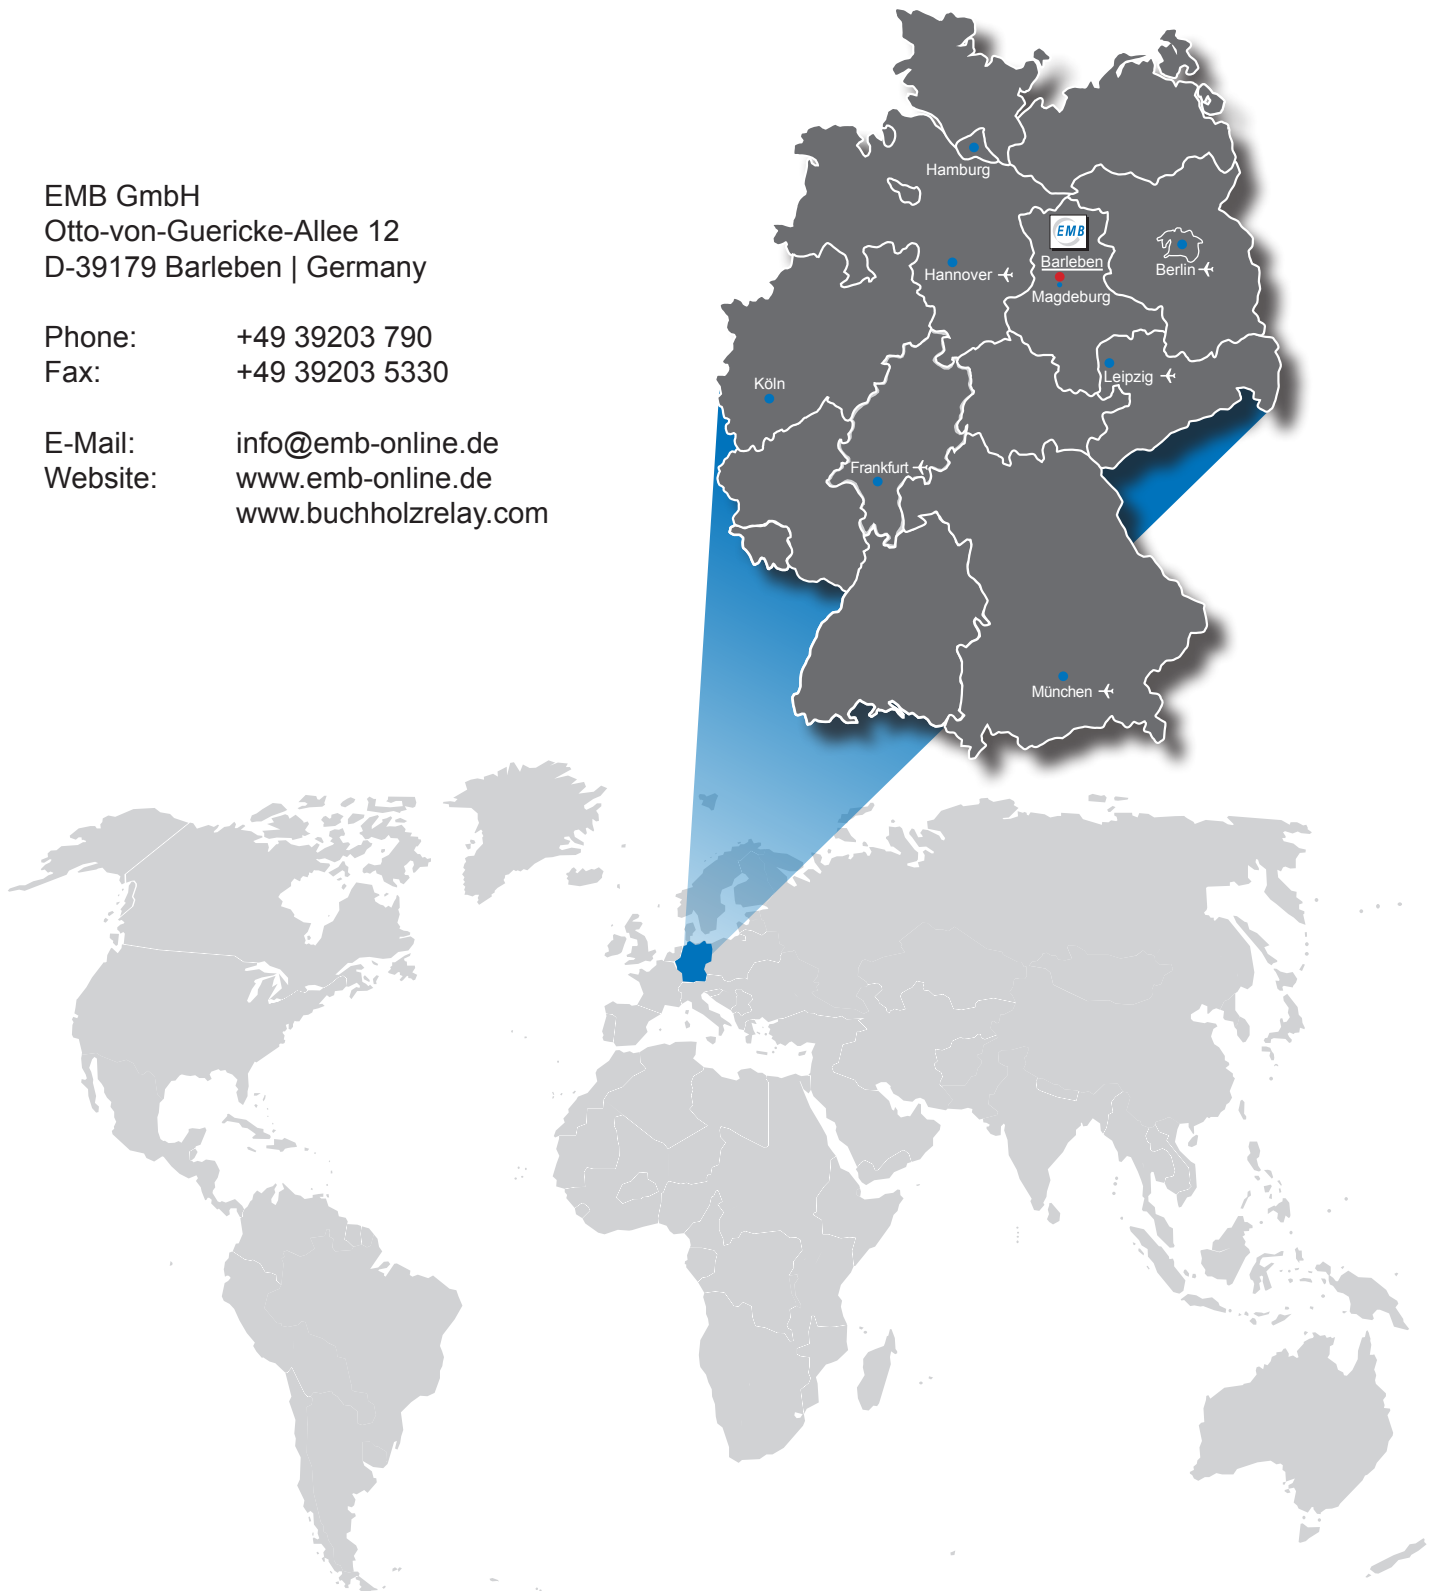 EMB GmbH
Otto-von-Guericke-Allee 12
D-39179 Barleben | Germany
Phone: +49 39203 790
Fax: +49 39203 5330
E-Mail: info@emb-online.de
Website: www.emb-online.de
www.buchholzrelay.com
Hamburg
EMB
Barleben
Hannover
Berlin
Magdeburg
Leipzig
Köln
Frankfurt
München